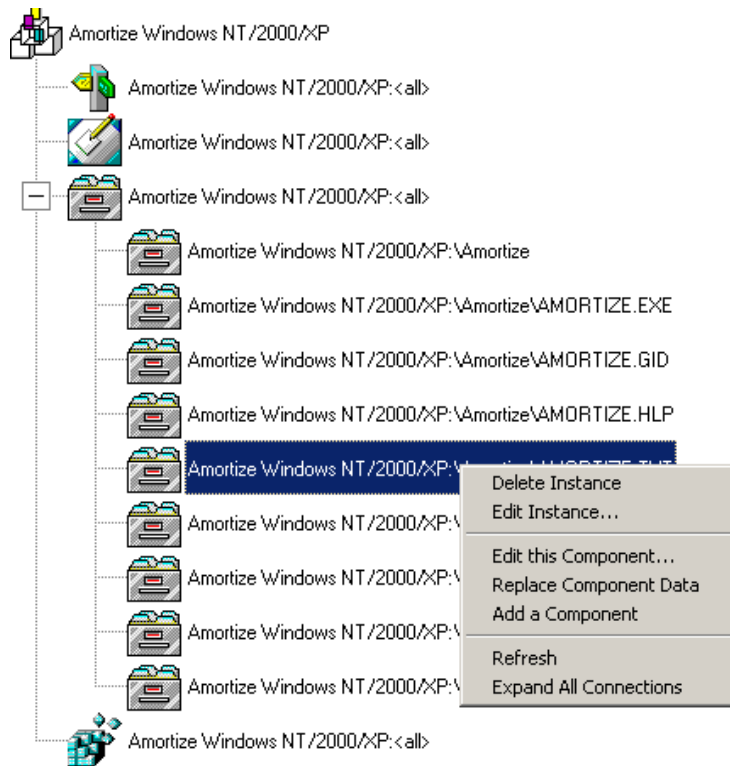 Amortize Windows NT/2000/XP
Amortize Windows NT/2000/XP:<all>
Amortize Windows NT/2000/XP:<all>
Amortize Windows NT/2000/XP:<all>
Amortize Windows NT/2000/XP:\Amortize
Amortize Windows NT/2000/XP:\Amortize\AMORTIZE.EXE
Amortize Windows NT/2000/XP:\Amortize\AMORTIZE.GID
Amortize Windows NT/2000/XP:\Amortize\AMORTIZE.HLP
Amortize Windows NT/2000/XP:\Amortize\AMORTIZE.TXT
Delete Instance
Edit Instance...
Amortize Windows NT/2000/XP:\
Edit this Component...
Amortize Windows NT/2000/XP:\
Replace Component Data
Add a Component
Amortize Windows NT/2000/XP:\
Refresh
Amortize Windows NT/2000/XP:\
Expand All Connections
Amortize Windows NT/2000/XP:<all>